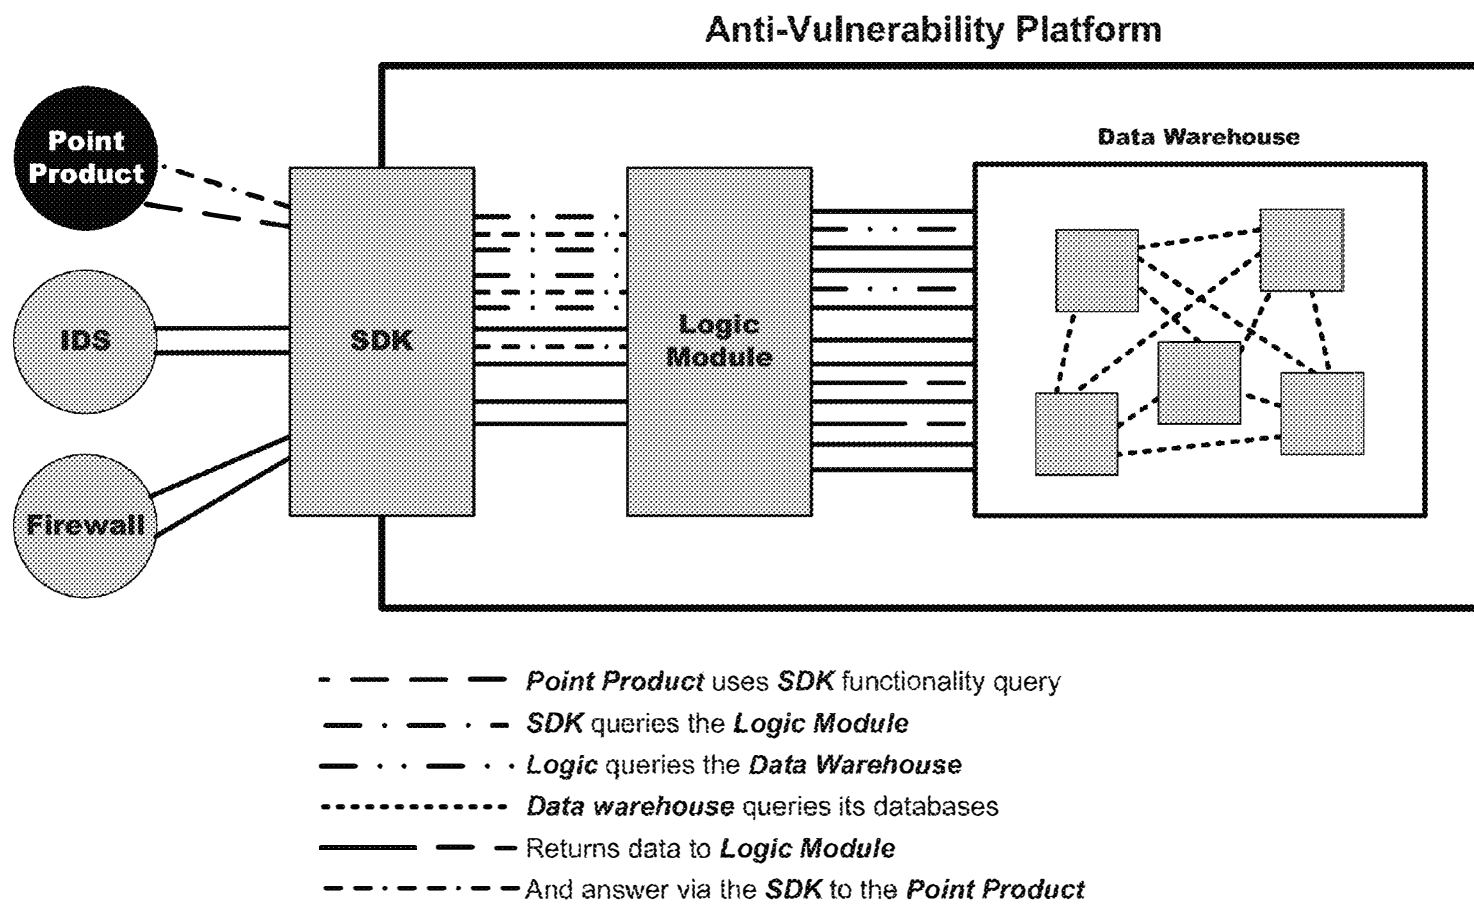 Anti-Vulnerability Platform
Point
Product
Data Warehouse
IDS
SDK
Logic
Module
Firewall
Point Product uses SDK functionality query
SDK queries the Logic Module
Logic queries the Data Warehouse
Data warehouse queries its databases
Returns data to Logic Module
And answer via the SDK to the Point Product